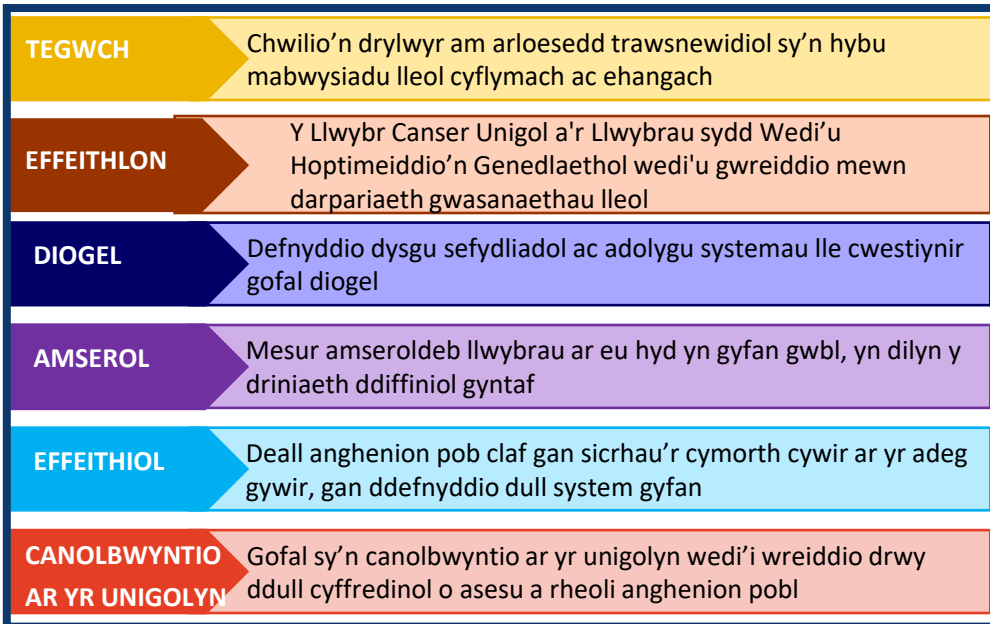 TEGWCH
Chwilio'n drylwyr am arloesedd trawsnewidiol sy'n hybu
mabwysiadu lleol cyflymach ac ehangach
EFFEITHLON
Y Llwybr Canser Unigol a'r Llwybrau sydd Wedi'u
Hoptimeiddio'n Genedlaethol wedi'u gwreiddio mewn
darpariaeth gwasanaethau lleol
DIOGEL
Defnyddio dysgu sefydliadol ac adolygu systemau lle cwestiynir
gofal diogel
AMSEROL
Mesur amseroldeb llwybrau ar eu hyd yn gyfan gwbl, yn dilyn y
driniaeth ddiffiniol gyntaf
EFFEITHIOL
Deall anghenion pob claf gan sicrhau'r cymorth cywir ar yr adeg
gywir, gan ddefnyddio dull system gyfan
CANOLBWYNTIO
AR YR UNIGOLYN
Gofal sy'n canolbwyntio ar yr unigolyn wedi'i wreiddio drwy
ddull cyffredinol o asesu a rheoli anghenion pobl